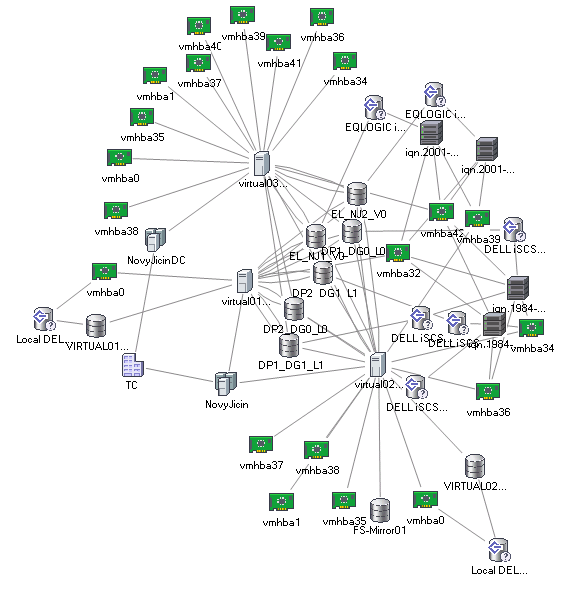 vmhba39
vmhba36
vmhba40
vmhba41
vmhba37
vmhba34
vmhba1
vmhba35
EQLOGIC i...
EQLOGIC i...
iqn.2001-...
iqn.2001-...
vmhba0
virtual03...
vmhba38
EL_NJ2_V0
vmhba42
vmhba39
NovyJicinDC
EL_NJ1_V0
DP1_DG0_L0
DELL iSCS...
vmhba32
vmhba0
virtual01...
DP2_DG1_L1
iqn.1984-...
Local DEL...
VIRTUAL01...
DP2_DG0_L0
DELL iSCS...
DELL iSCS...
iqn.1984-...
vmhba34
DP1_DG1_L1
TC
virtual02...
NovyJicin
DELL iSCS...
vmhba36
vmhba37
vmhba38
VIRTUAL02...
vmhba1
vmhba35
FS-Mirror01
vmhba0
Local DEL...